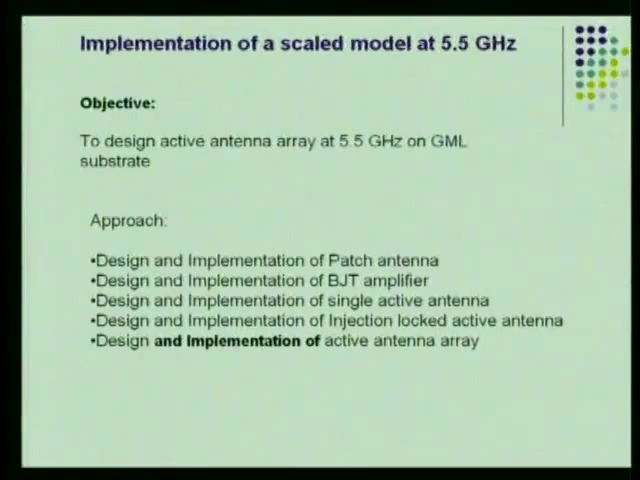 Implementation of a scaled model at 5.5 GHz
Objective:
To design active antenna array at 5.5 GHz on GML
substrate
Approach:
•Design and Implementation of Patch antenna
•Design and Implementation of BJT amplifier
•Design and Implementation of single active antenna
•Design and Implementation of Injection locked active antenna
•Design and Implementation of active antenna array